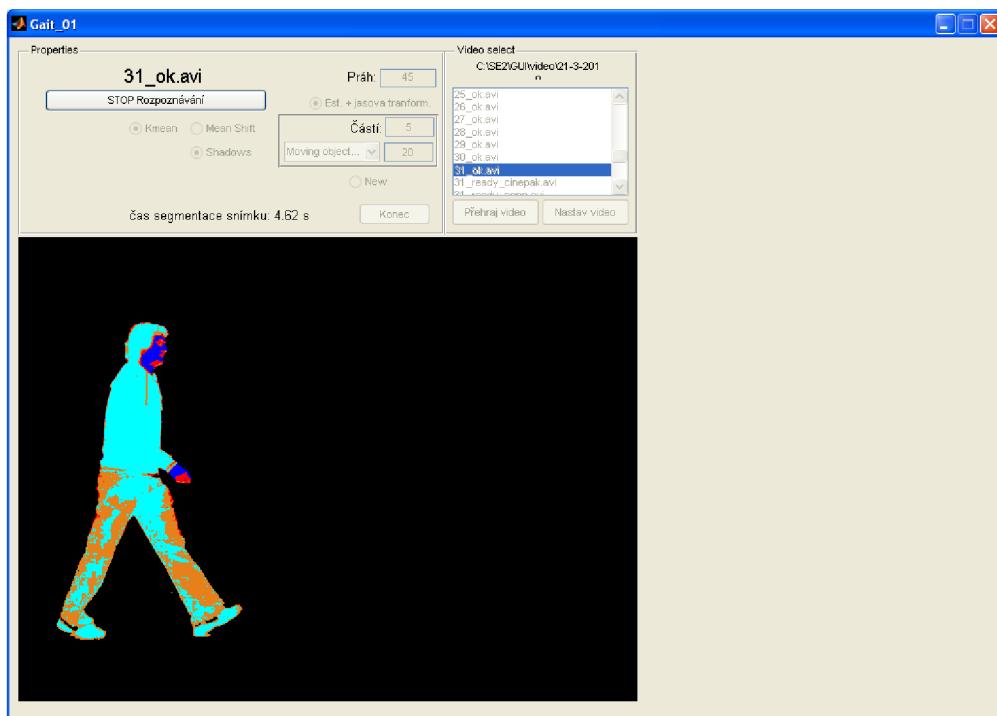 Gait_01
Properties
31_ok.avi
STOP Rozpoznávání
Práh: 45
Est. + jasova tranform.
Kmean Mean Shift
Shadows
Částí: 5
Moving object... 20
New
čas segmentace snímku: 4.62 s
Konec
Video select
C:\SE2\GUI\video\21-3-201
25_ok.avi
26_ok.avi
27_ok.avi
28_ok.avi
29_ok.avi
30_ok.avi
31_ok.avi
31_ready_cinepak.avi
Přehraj video Nastav video